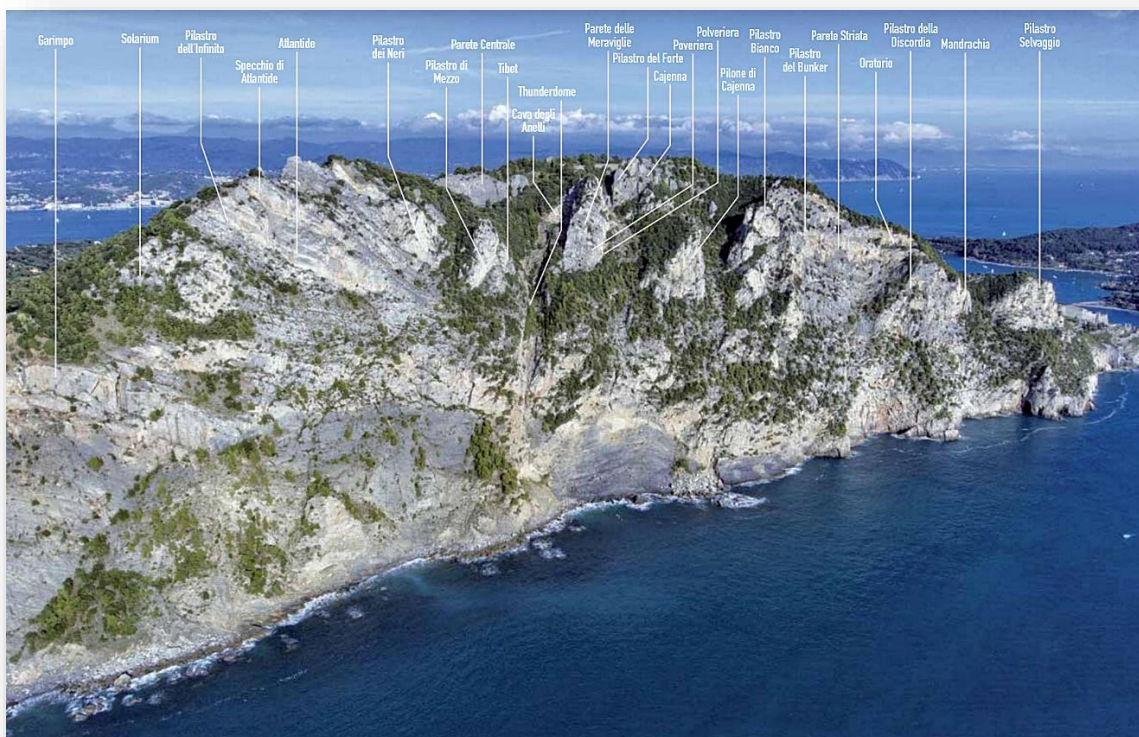 Garimpo
Solarium
Pilastro
dell'Infinito
Specchio di
Atlantide
Atlantide
Pilastro
dei Neri
Parete Centrale
Pilastro di
Mezzo
Tibet
Thunderdome
Cava degli
Anelli
Parete delle
Meraviglie
Pilastro del Forte
Cajenna
Poveriera
Polveriera
Pilone di
Cajenna
Pilastro
Bianco
Pilastro
del Bunker
Parete Striata
Oratorio
Pilastro della
Discordia
Mandrachia
Pilastro
Selvaggio